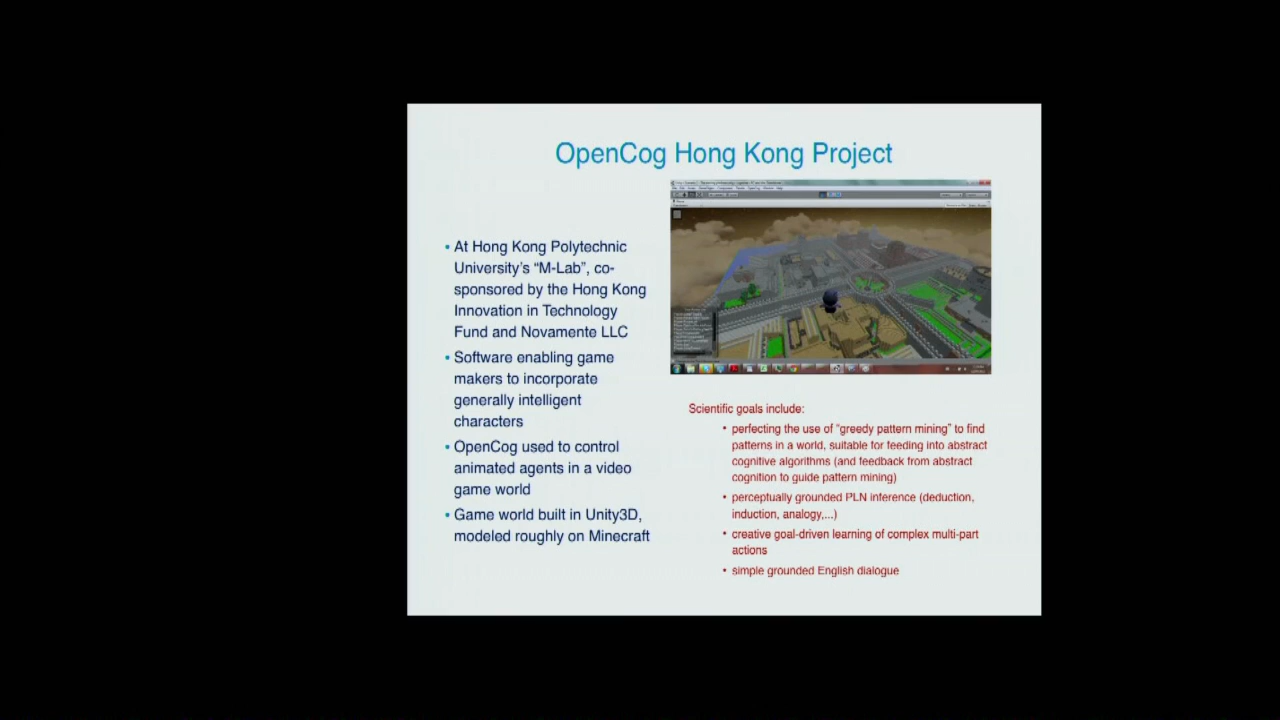 OpenCog Hong Kong Project
• At Hong Kong Polytechnic
University's “M-Lab”, co-
sponsored by the Hong Kong
Innovation in Technology
Fund and Novamente LLC
• Software enabling game
makers to incorporate
generally intelligent
characters
• OpenCog used to control
animated agents in a video
game world
• Game world built in Unity3D,
modeled roughly on Minecraft
Scientific goals include:
• perfecting the use of “greedy pattern mining” to find
patterns in a world, suitable for feeding into abstract
cognitive algorithms (and feedback from abstract
cognition to guide pattern mining)
• perceptually grounded PLN inference (deduction,
induction, analogy,...)
• creative goal-driven learning of complex multi-part
actions
• simple grounded English dialogue